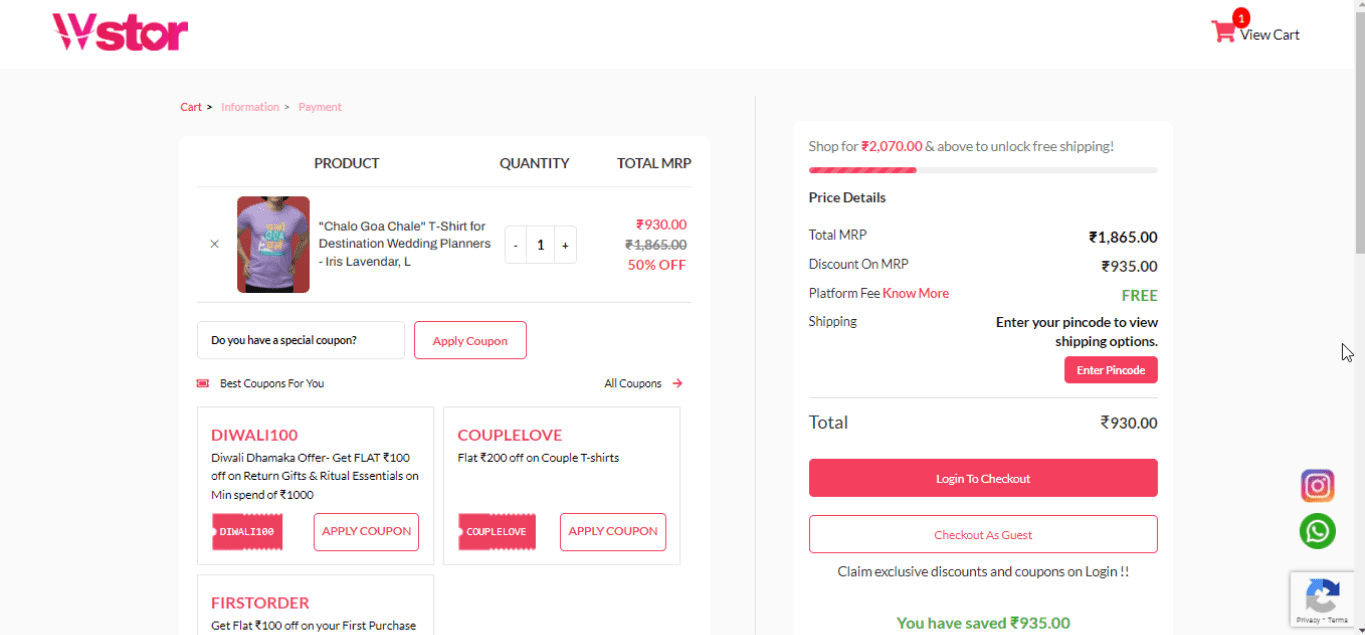 Wstor
1
View Cart
Cart > Information > Payment
PRODUCT QUANTITY TOTAL MRP
"Chalo Goa Chale" T-Shirt for
Destination Wedding Planners
- Iris Lavendar, L
- 1 +
₹930.00
₹1,865.00
50% OFF
Do you have a special coupon?
Apply Coupon
Best Coupons For You
All Coupons →
DIWALI100
Diwali Dhamaka Offer- Get FLAT ₹100
off on Return Gifts & Ritual Essentials on
Min spend of ₹1000
DIWALI100
APPLY COUPON
COUPLELOVE
Flat ₹200 off on Couple T-shirts
COUPLELOVE
APPLY COUPON
FIRSTORDER
Get Flat ₹100 off on your First Purchase
Shop for ₹2,070.00 & above to unlock free shipping!
Price Details
Total MRP ₹1,865.00
Discount On MRP ₹935.00
Platform Fee Know More FREE
Shipping Enter your pincode to view
shipping options.
Enter Pincode
Total ₹930.00
Login To Checkout
Checkout As Guest
Claim exclusive discounts and coupons on Login !!
You have saved ₹935.00
Privacy - Terms